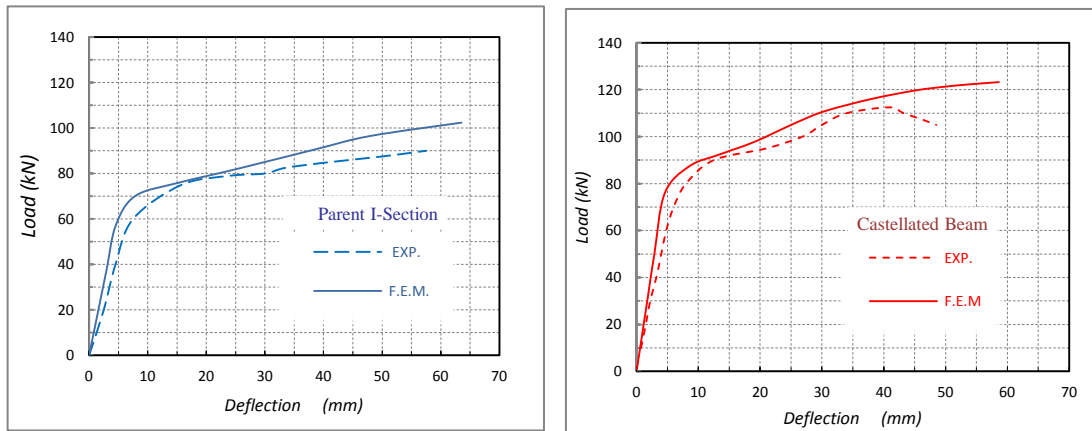 140
120
100
80
60
40
20
0
Load (kN)
Parent I-Section
EXP.
F.E.M.
0 10 20 30 40 50 60 70
Deflection (mm)
140
120
100
80
60
40
20
0
Load (kN)
Castellated Beam
EXP.
F.E.M
0 10 20 30 40 50 60 70
Deflection (mm)